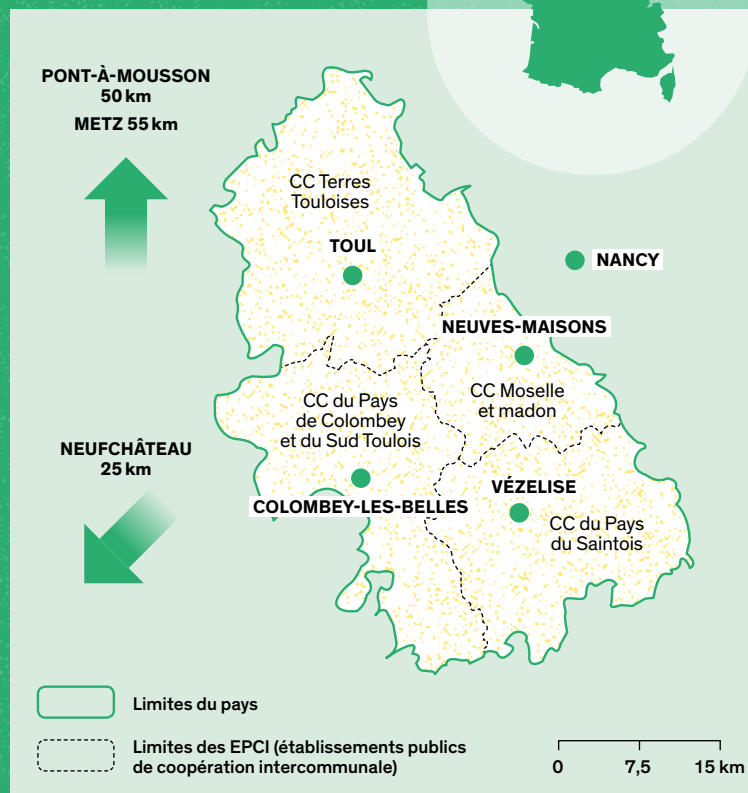 PONT-À-MOUSSON
50 km
METZ 55 km
CC Terres
Touloises
TOUL
NANCY
NEUVES-MAISONS
CC Moselle
et madon
CC du Pays
de Colombey
et du Sud Toulois
NEUFCHÂTEAU
25 km
COLOMBEY-LES-BELLES
VÉZELISE
CC du Pays
du Saintois
Limites du pays
Limites des EPCI (établissements publics
de coopération intercommunale)
0 7,5 15 km